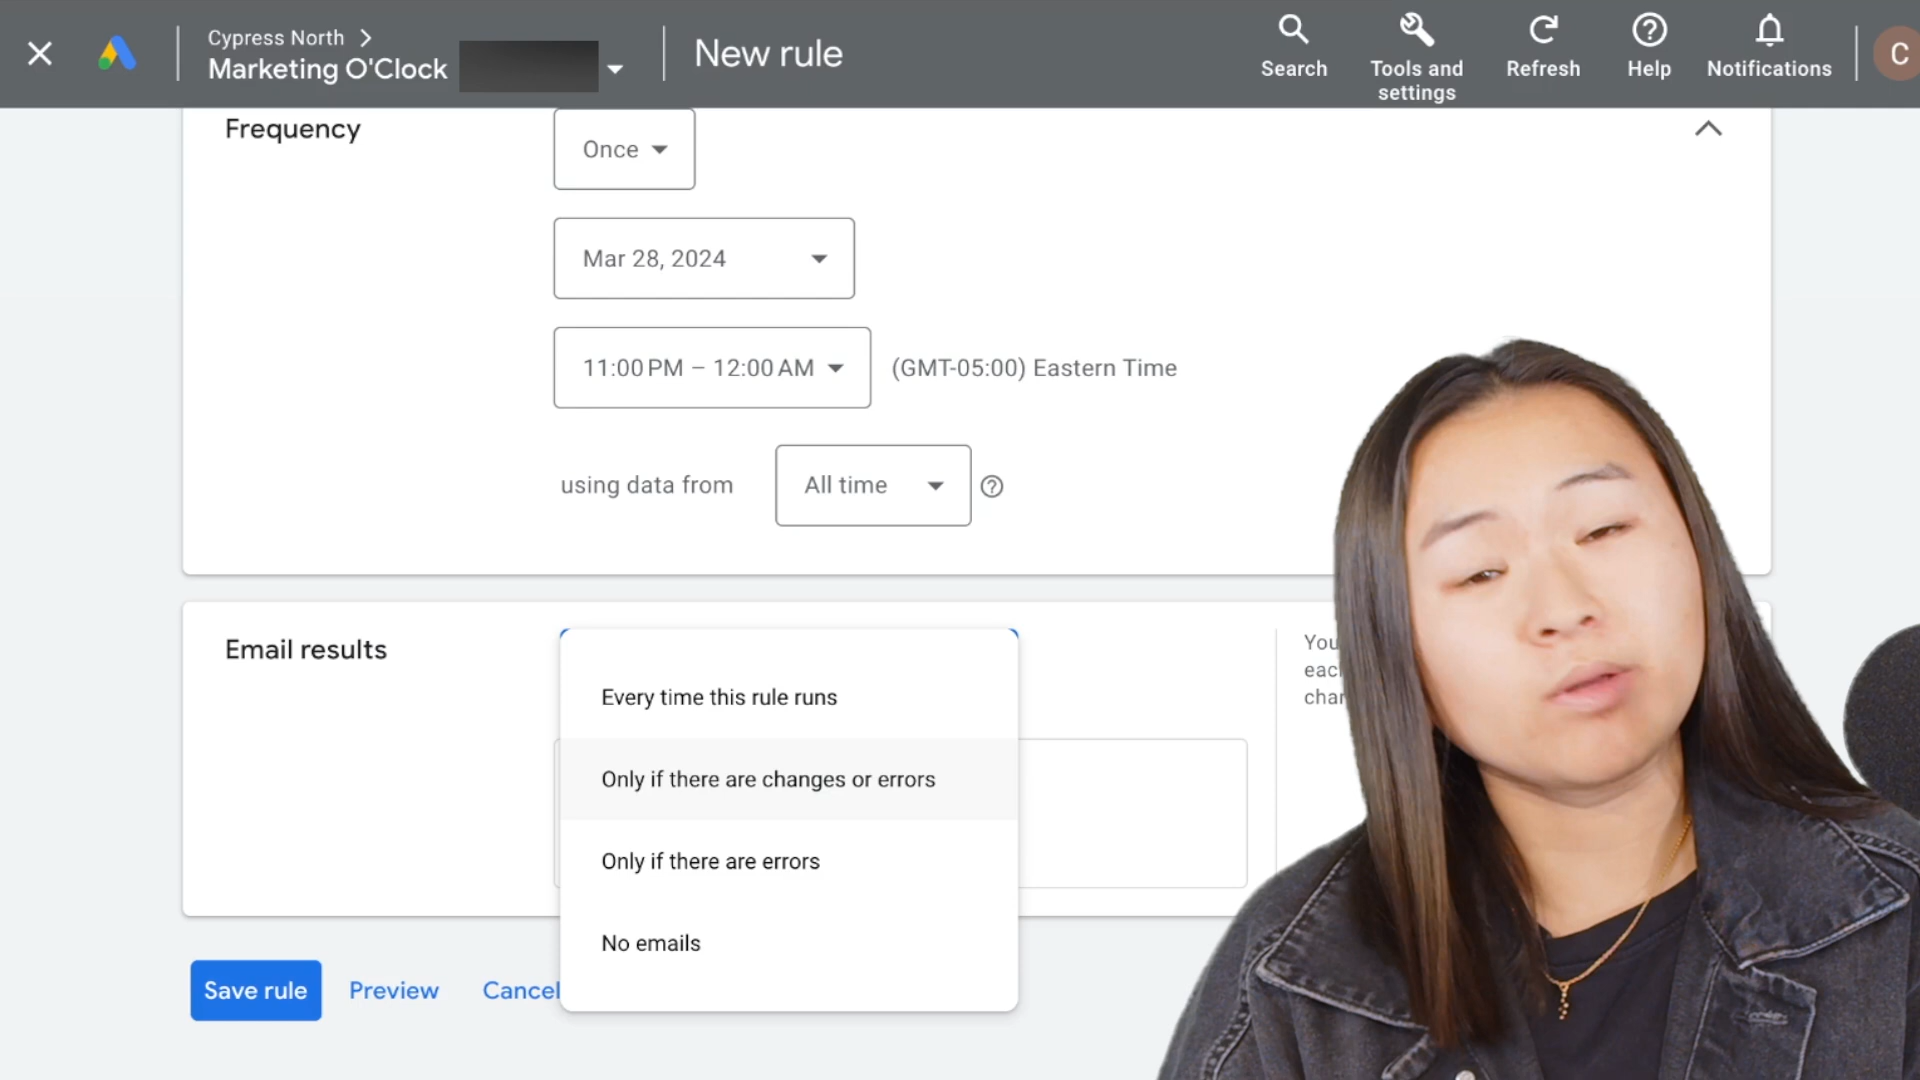 Cypress North
Marketing O'Clock
New rule
Search
Tools and settings
Refresh
Help
Notifications
C
Frequency
Once
Mar 28, 2024
11:00 PM – 12:00 AM
(GMT-05:00) Eastern Time
using data from
All time
Email results
You
Every time this rule runs
Only if there are changes or errors
Only if there are errors
No emails
Save rule
Preview
Cancel